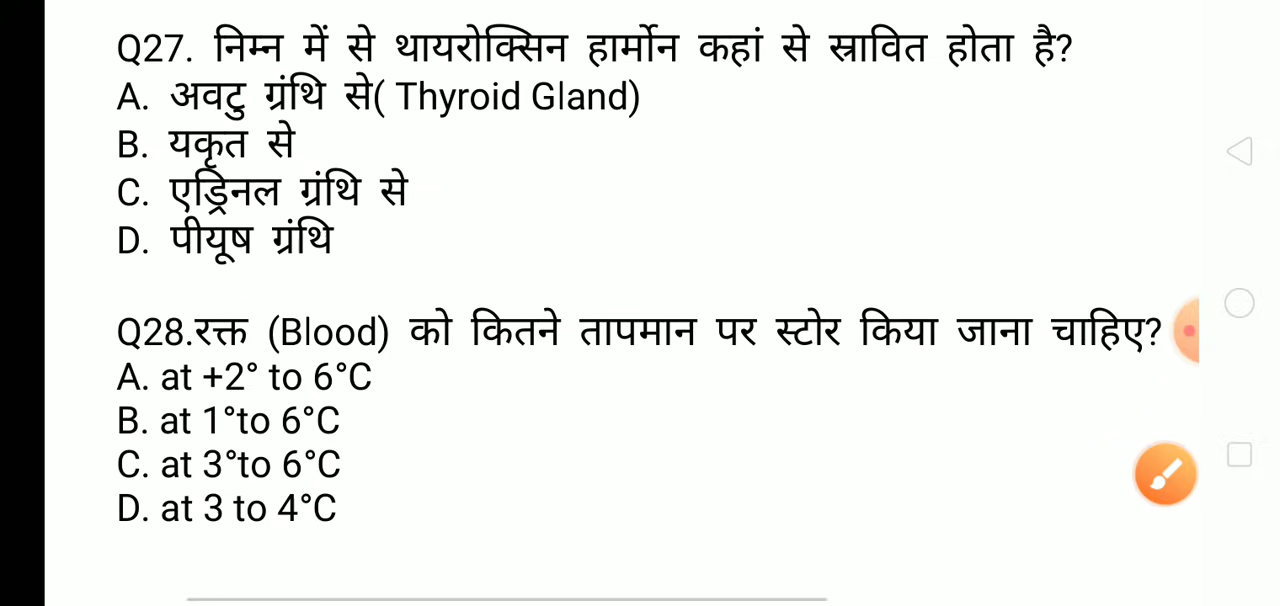 Q27. निम्न में से थायरोक्सिन हार्मोन कहां से स्रावित होता है?
A. अवटु ग्रंथि से( Thyroid Gland)
B. यकृत से
C. एड्रिनल ग्रंथि से
D. पीयूष ग्रंथि
Q28.रक्त (Blood) को कितने तापमान पर स्टोर किया जाना चाहिए?
A. at +2° to 6°C
B. at 1°to 6°C
C. at 3°to 6°C
D. at 3 to 4°C